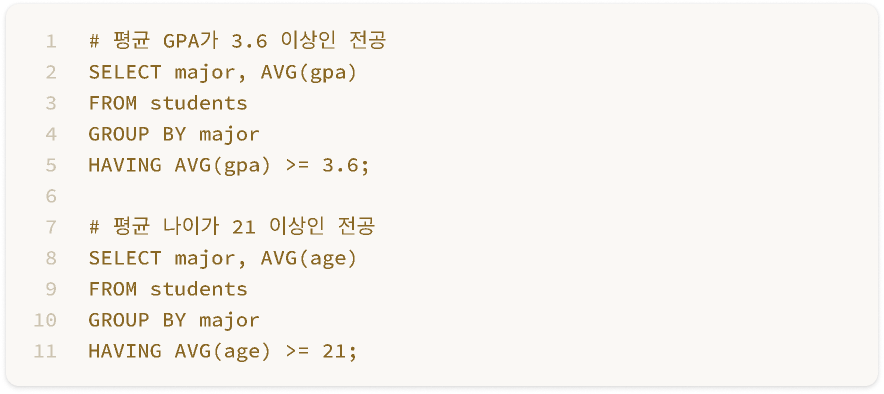 1 # 평균 GPA가 3.6 이상인 전공
2 SELECT major, AVG(gpa)
3 FROM students
4 GROUP BY major
5 HAVING AVG(gpa) >= 3.6;
6
7 # 평균 나이가 21 이상인 전공
8 SELECT major, AVG(age)
9 FROM students
10 GROUP BY major
11 HAVING AVG(age) >= 21;